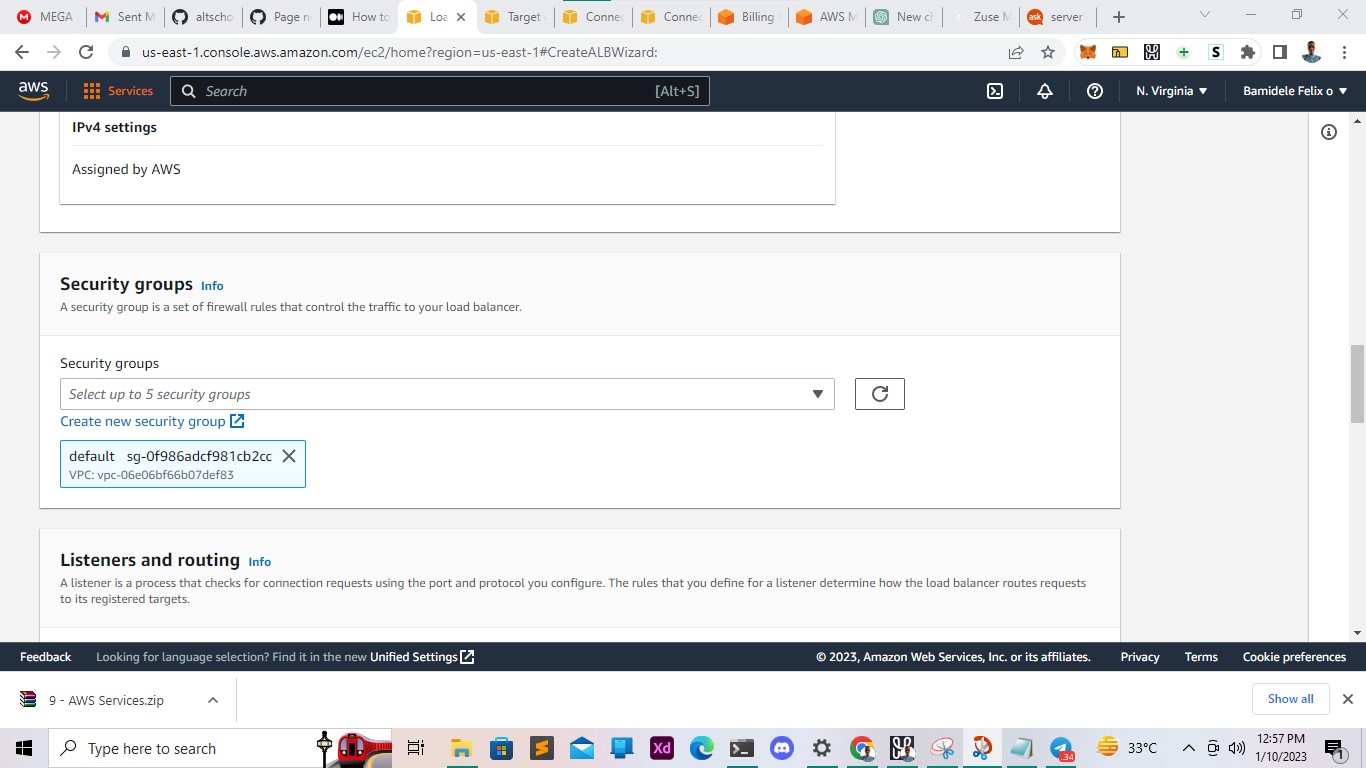 MEGA
Sent M
altscho
Page n
How to
Loa
Target
Connec
Connec
Billing
AWS M
New ch
Zuse M
ask
server
us-east-1.console.aws.amazon.com/ec2/home?region=us-east-1#CreateALBWizard:
aws
Services
Search
[Alt+S]
N. Virginia
Bamidele Felix o
IPv4 settings
Assigned by AWS
Security groups Info
A security group is a set of firewall rules that control the traffic to your load balancer.
Security groups
Select up to 5 security groups
Create new security group
default sg-0f986adcf981cb2cc
VPC: vpc-06e06bf66b07def83
Listeners and routing Info
A listener is a process that checks for connection requests using the port and protocol you configure. The rules that you define for a listener determine how the load balancer routes requests
to its registered targets.
Feedback
Looking for language selection? Find it in the new Unified Settings
© 2023, Amazon Web Services, Inc. or its affiliates.
Privacy
Terms
Cookie preferences
9 - AWS Services.zip
Show all
Type here to search
Xd
.34
33°C
12:57 PM
1/10/2023
1